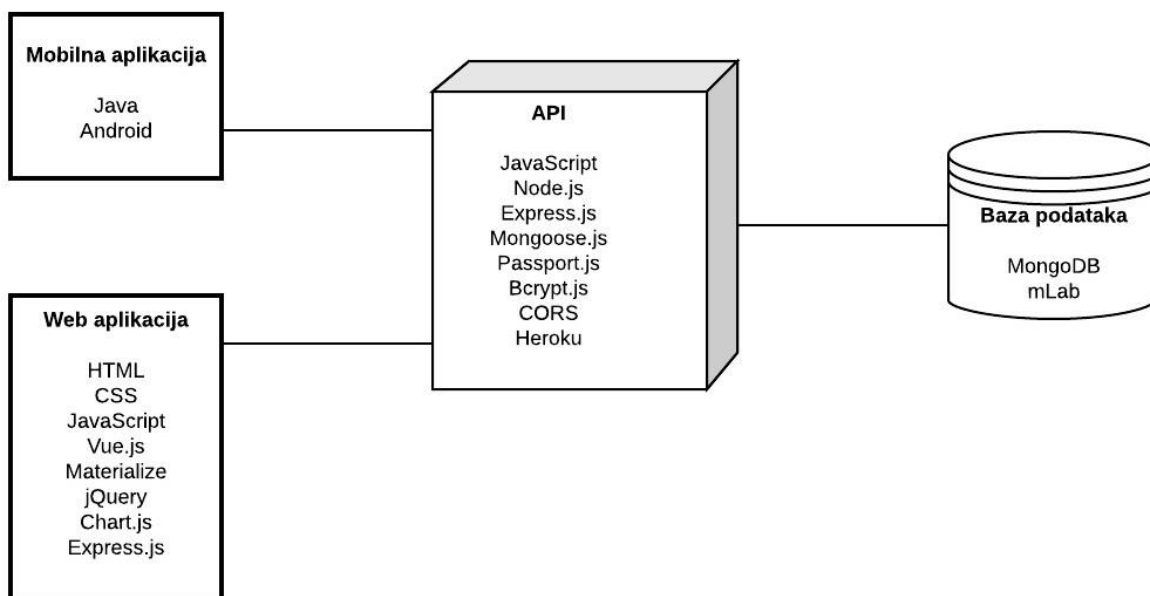 Mobilna aplikacija
Java
Android
API
JavaScript
Node.js
Express.js
Mongoose.js
Passport.js
Bcrypt.js
CORS
Heroku
Baza podataka
MongoDB
mLab
Web aplikacija
HTML
CSS
JavaScript
Vue.js
Materialize
jQuery
Chart.js
Express.js